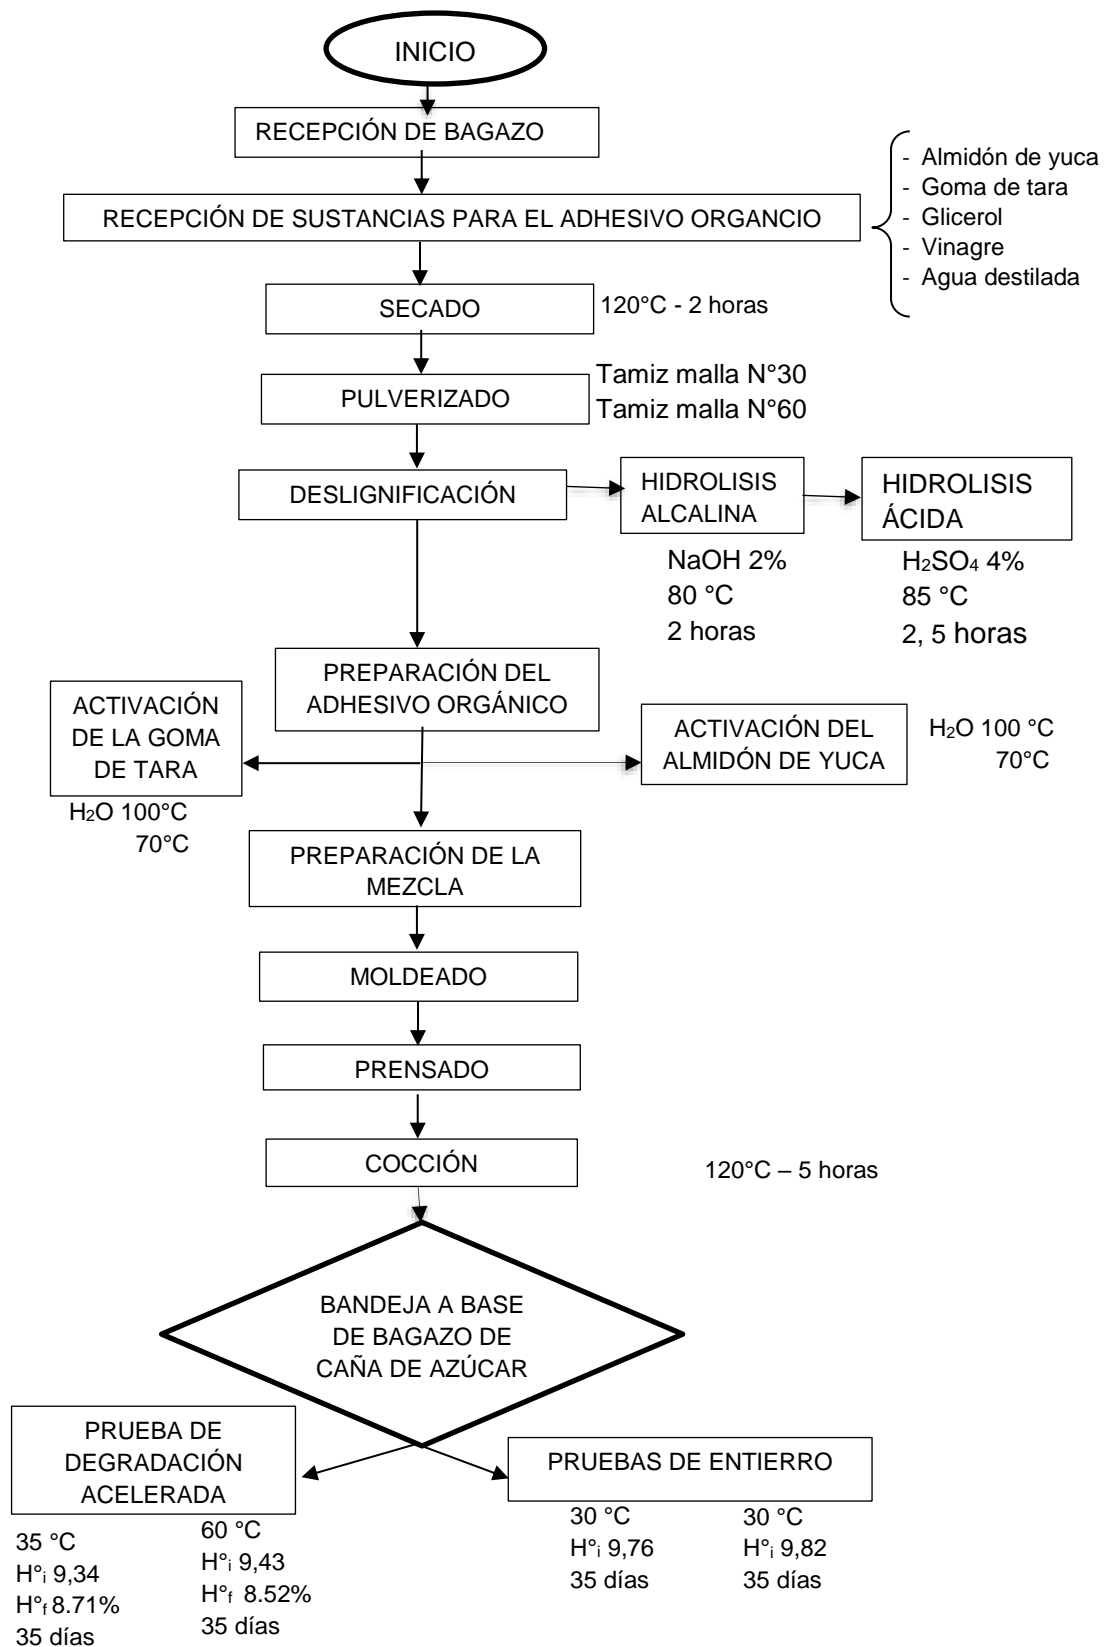 INICIO
RECEPCIÓN DE BAGAZO
RECEPCIÓN DE SUSTANCIAS PARA EL ADHESIVO ORGANCIO
- Almidón de yuca
- Goma de tara
- Glicerol
- Vinagre
- Agua destilada
SECADO
120°C - 2 horas
PULVERIZADO
Tamiz malla N°30
Tamiz malla N°60
DESLIGNIFICACIÓN
HIDROLISIS
ALCALINA
NaOH 2%
80 °C
2 horas
HIDROLISIS
ÁCIDA
H₂SO₄ 4%
85 °C
2, 5 horas
PREPARACIÓN DEL
ADHESIVO ORGÁNICO
ACTIVACIÓN
DE LA GOMA
DE TARA
H₂O 100°C
70°C
ACTIVACIÓN DEL
ALMIDÓN DE YUCA
H₂O 100 °C
70°C
PREPARACIÓN DE LA
MEZCLA
MOLDEADO
PRENSADO
COCCIÓN
120°C – 5 horas
BANDEJA A BASE
DE BAGAZO DE
CAÑA DE AZÚCAR
PRUEBA DE
DEGRADACIÓN
ACELERADA
35 °C
H°ᵢ 9,34
H°f 8.71%
35 días
60 °C
H°ᵢ 9,43
H°f 8.52%
35 días
PRUEBAS DE ENTIERRO
30 °C
H°ᵢ 9,76
35 días
30 °C
H°ᵢ 9,82
35 días